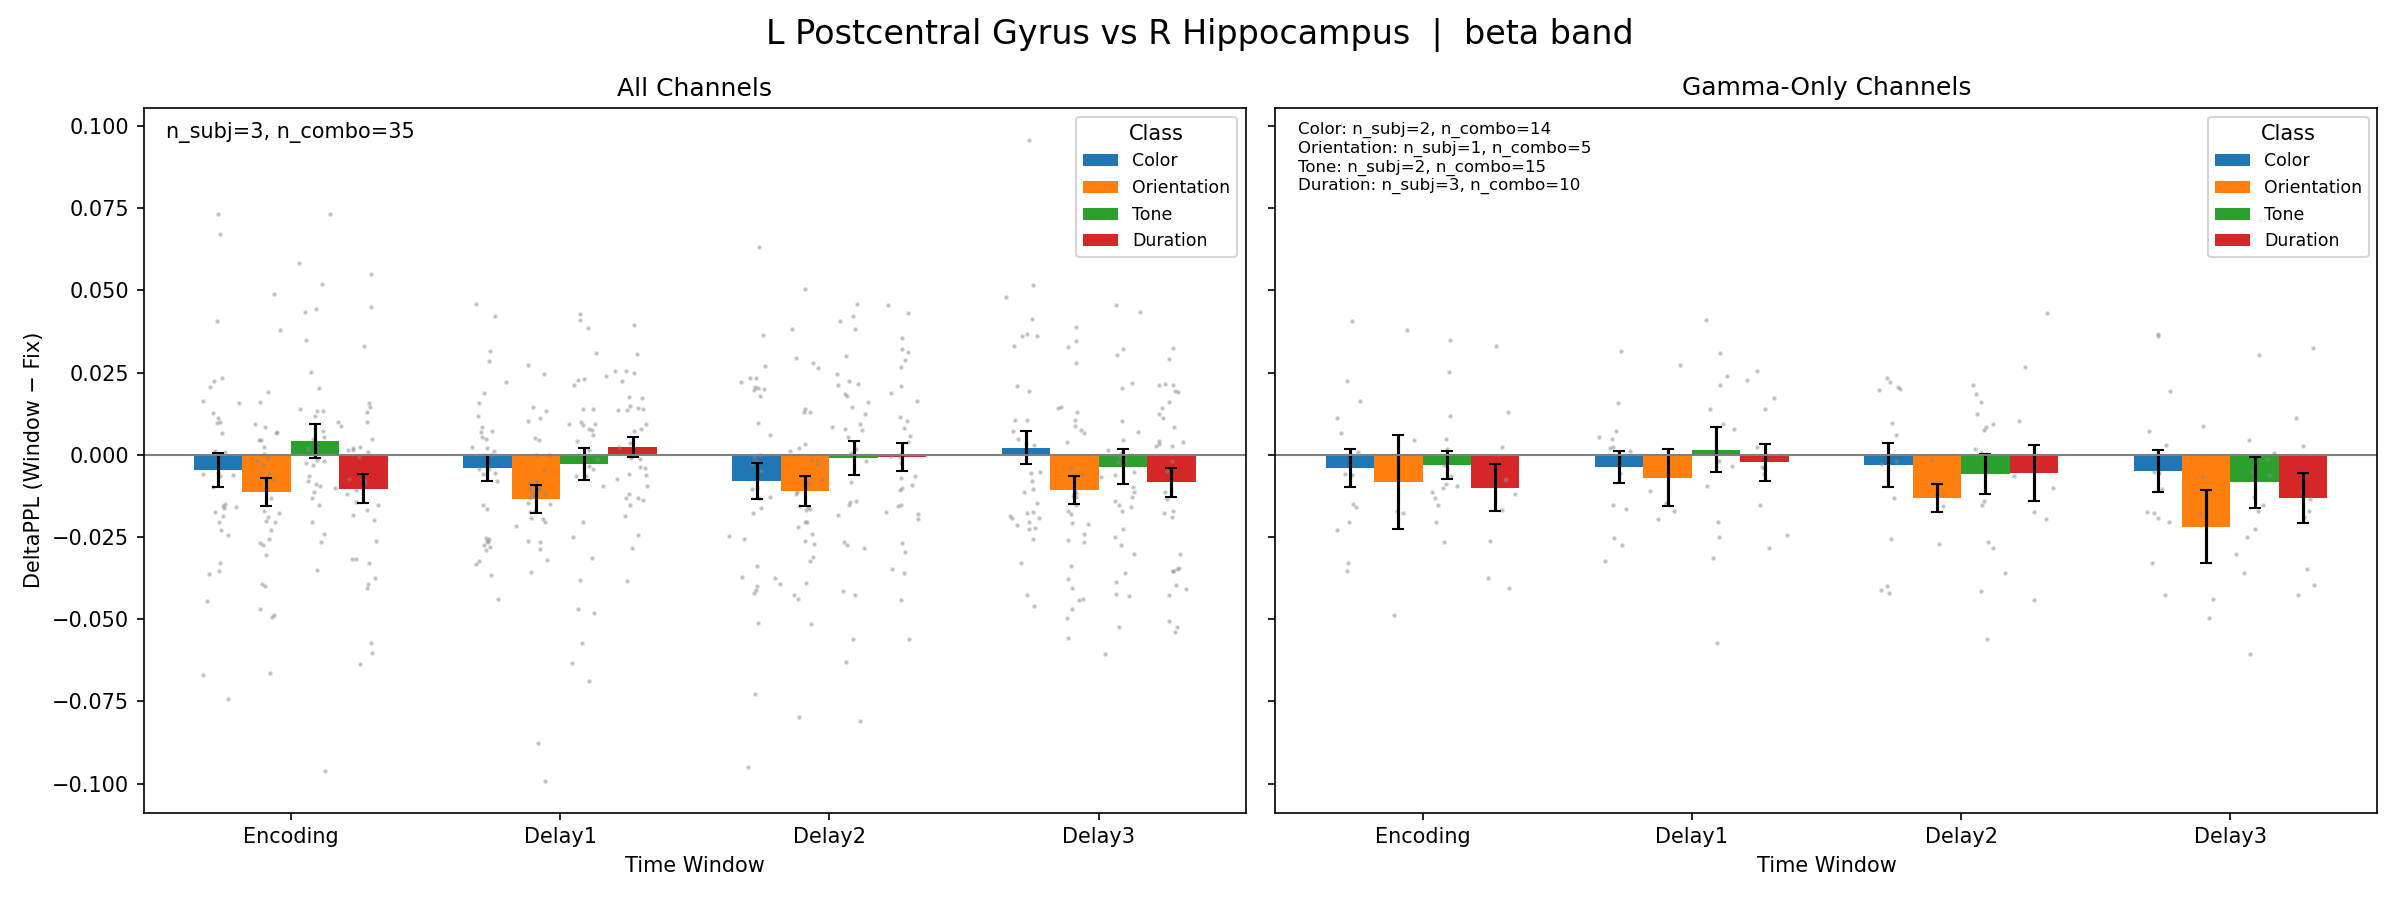 L Postcentral Gyrus vs R Hippocampus | beta band
All Channels
n_subj=3, n_combo=35
Class
Color
Orientation
Tone
Duration
0.100
0.075
0.050
0.025
0.000
−0.025
−0.050
−0.075
−0.100
DeltaPPL (Window − Fix)
Encoding
Delay1
Delay2
Delay3
Time Window
Gamma-Only Channels
Color: n_subj=2, n_combo=14
Orientation: n_subj=1, n_combo=5
Tone: n_subj=2, n_combo=15
Duration: n_subj=3, n_combo=10
Class
Color
Orientation
Tone
Duration
Encoding
Delay1
Delay2
Delay3
Time Window